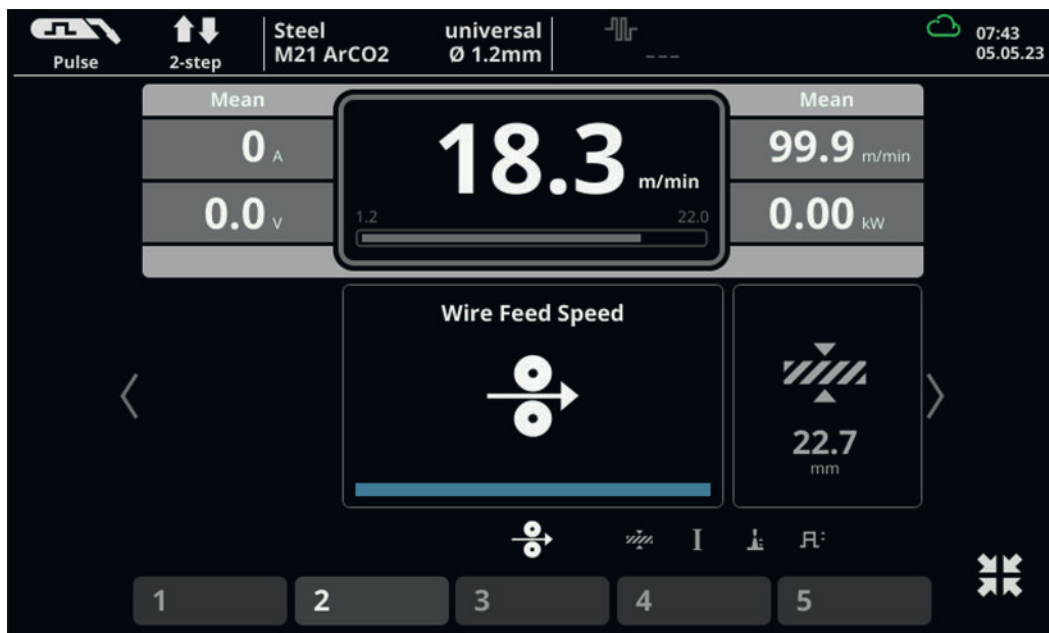 Pulse
2-step
Steel universal
M21 ArCO2 Ø 1.2mm
---
07:43
05.05.23
Mean
0 A
0.0 V
18.3 m/min
1.2 22.0
Mean
99.9 m/min
0.00 kW
Wire Feed Speed
22.7
mm
1 2 3 4 5